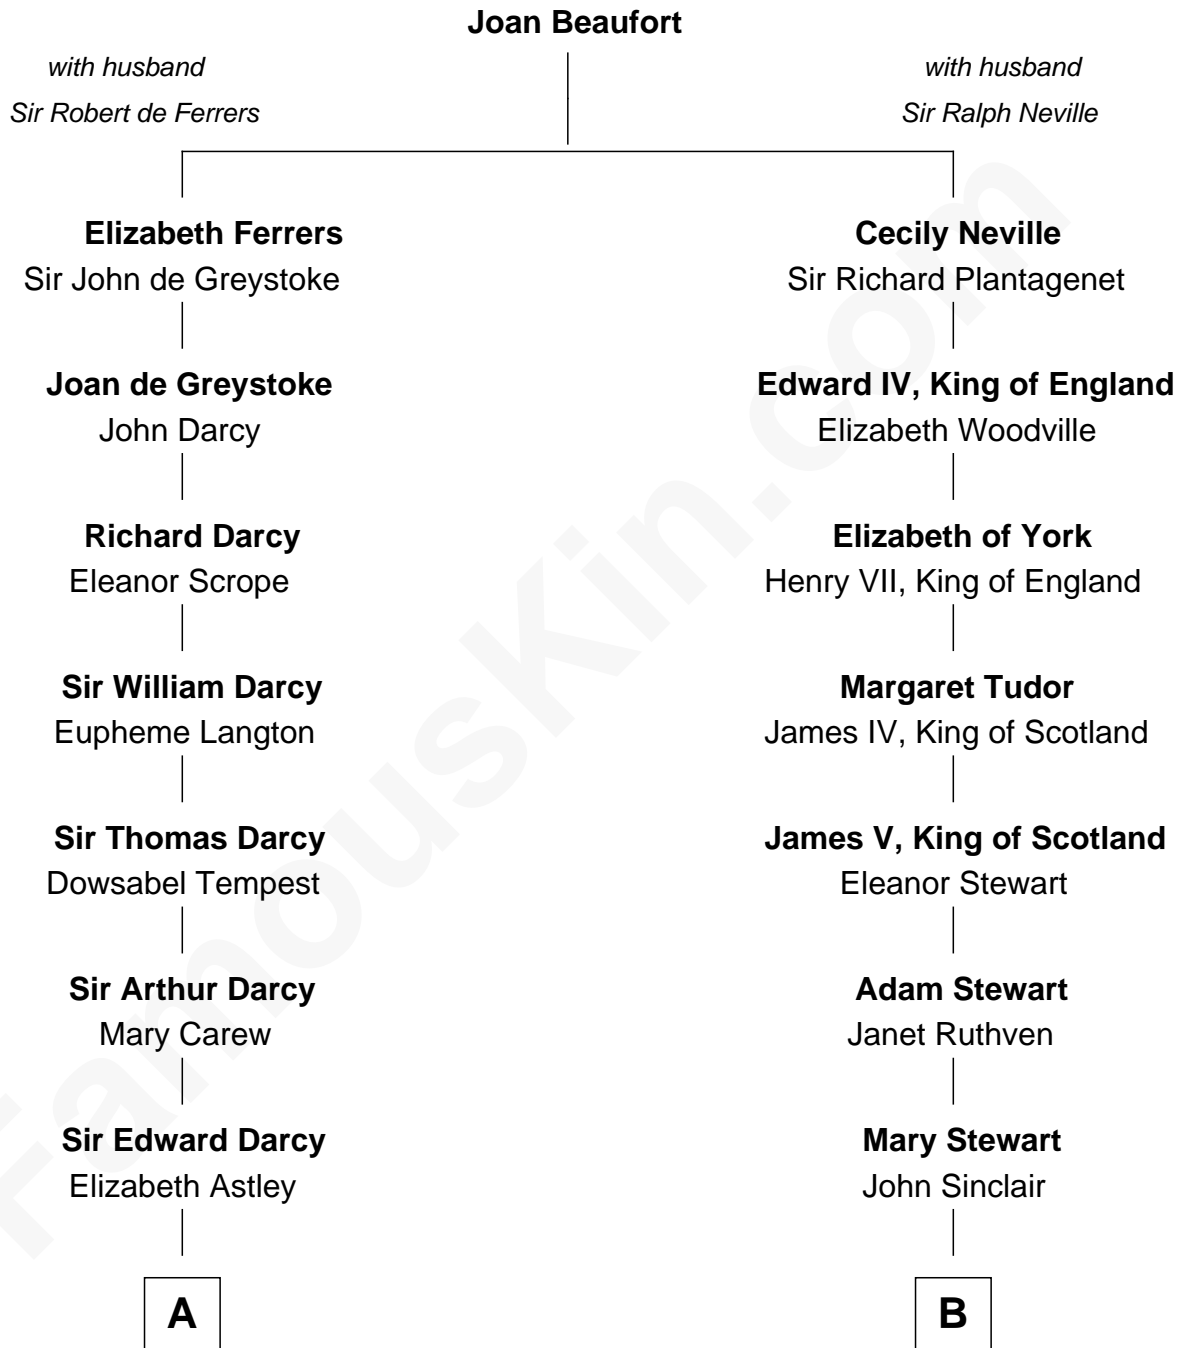 Joan Beaufort
with husband
Sir Robert de Ferrers
with husband
Sir Ralph Neville
Elizabeth Ferrers
Sir John de Greystoke
Cecily Neville
Sir Richard Plantagenet
Joan de Greystoke
John Darcy
Edward IV, King of England
Elizabeth Woodville
Richard Darcy
Eleanor Scrope
Elizabeth of York
Henry VII, King of England
Sir William Darcy
Eupheme Langton
Margaret Tudor
James IV, King of Scotland
Sir Thomas Darcy
Dowsabel Tempest
James V, King of Scotland
Eleanor Stewart
Sir Arthur Darcy
Mary Carew
Adam Stewart
Janet Ruthven
Sir Edward Darcy
Elizabeth Astley
Mary Stewart
John Sinclair
A
B
FamousKin.com